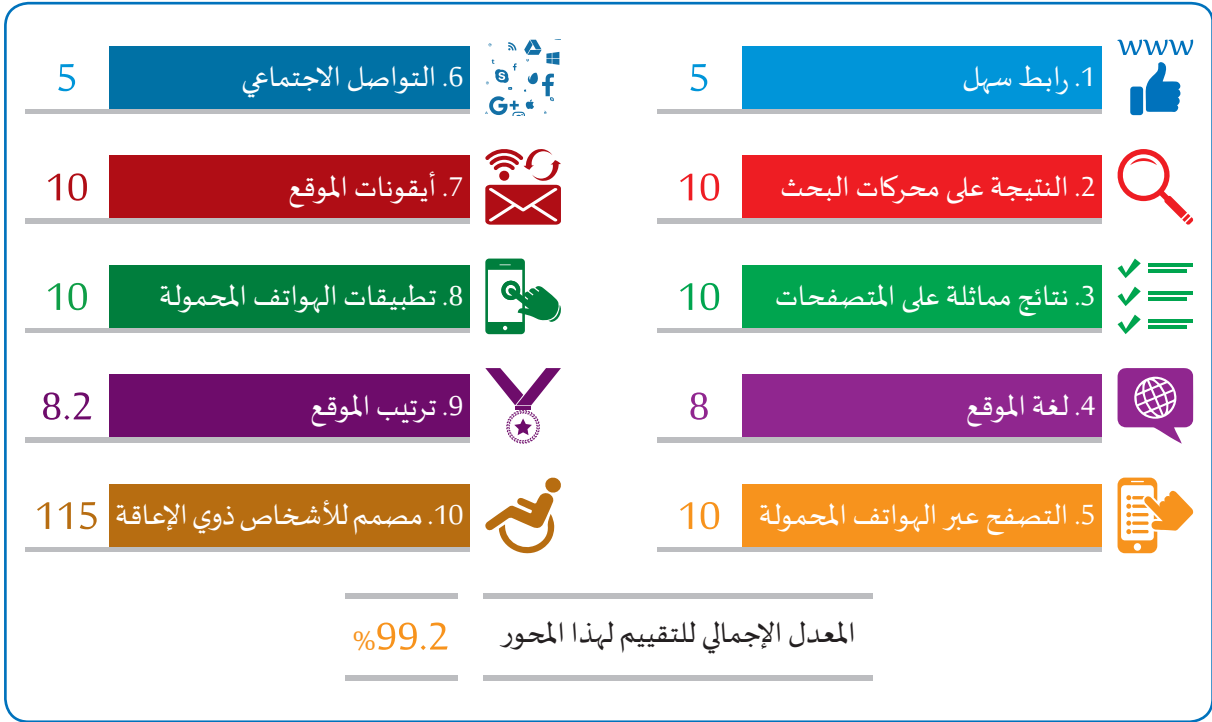 WWW
1. رابط سهل
5
2. النتيجة على محركات البحث
10
3. نتائج مماثلة على المتصفحات
10
4. لغة الموقع
8
5. التصفح عبر الهواتف المحمولة
10
6. التواصل الاجتماعي
5
7. أيقونات الموقع
10
8. تطبيقات الهواتف المحمولة
10
9. ترتيب الموقع
8.2
10. مصمم للأشخاص ذوي الإعاقة
115
المعدل الإجمالي للتقييم لهذا المحور
%99.2